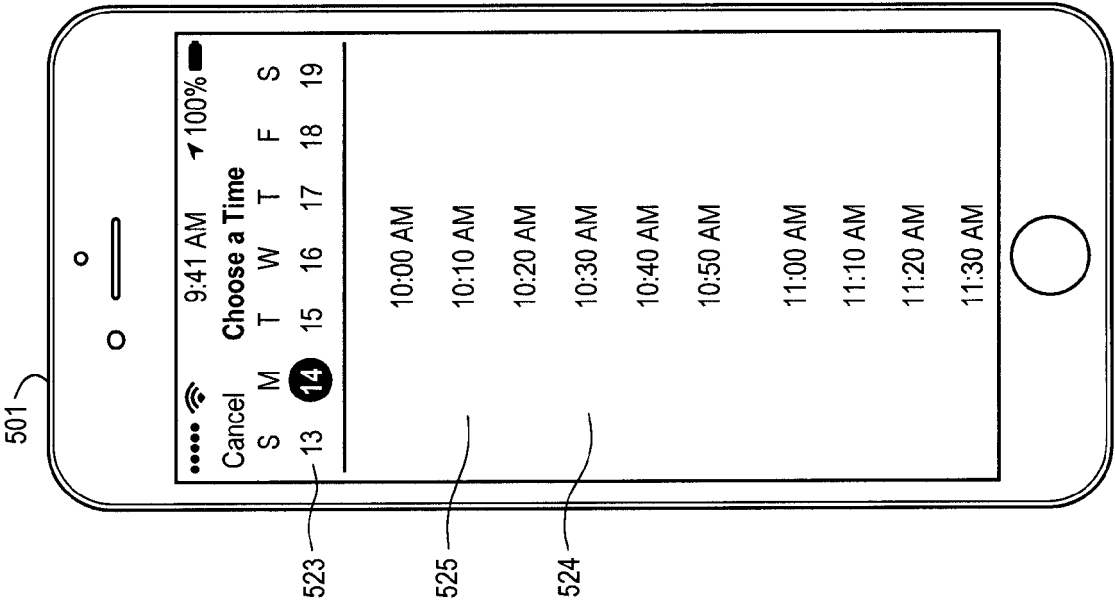 501
9:41 AM 100%
Cancel Choose a Time
S M T W T F S
13 14 15 16 17 18 19
523
10:00 AM
10:10 AM
525
10:20 AM
10:30 AM
524
10:40 AM
10:50 AM
11:00 AM
11:10 AM
11:20 AM
11:30 AM